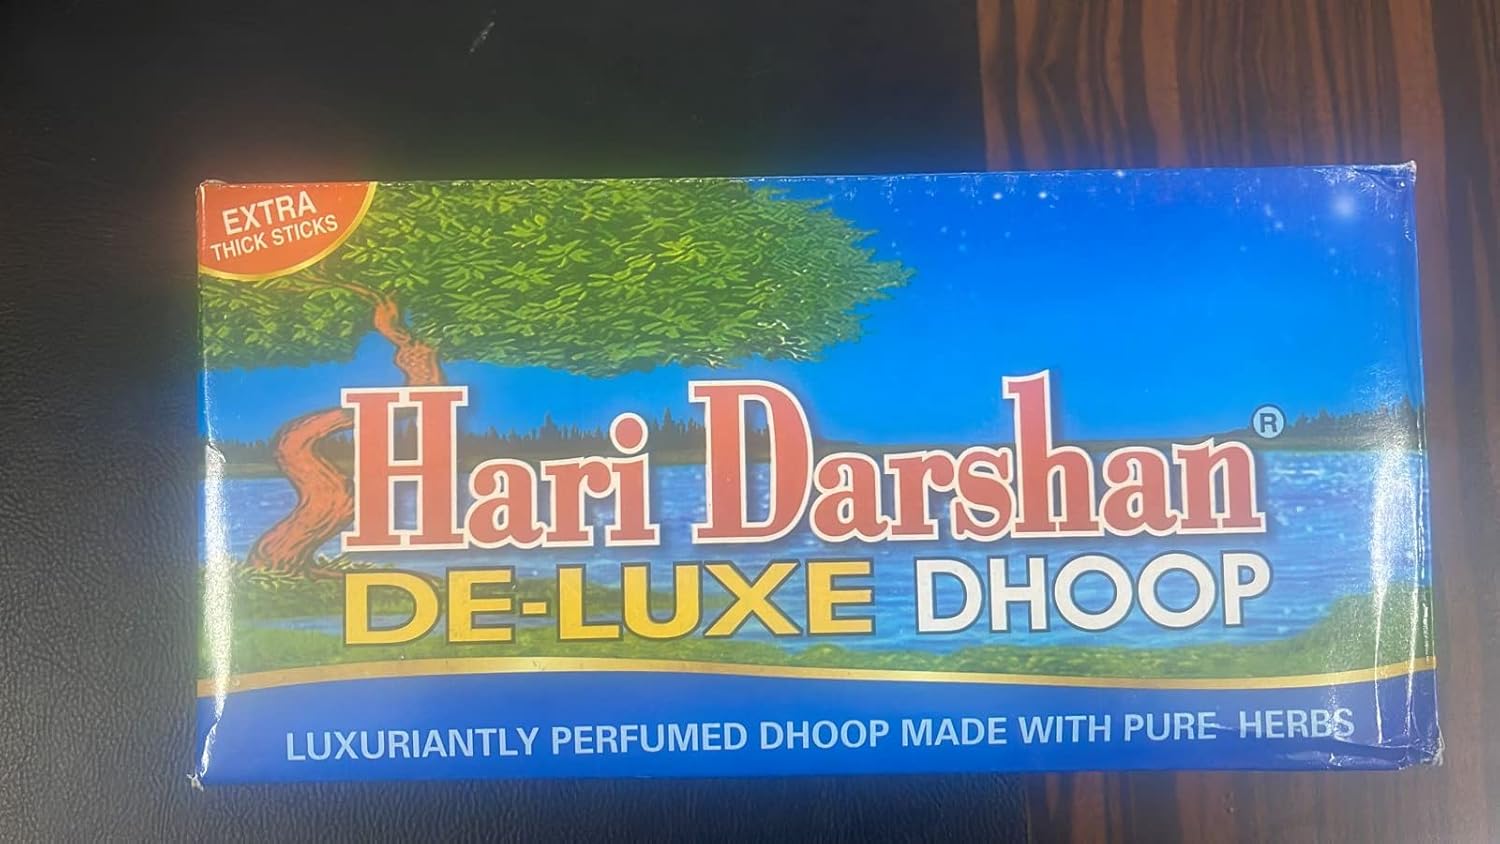 EXTRA
THICK STICKS
Hari Darshan®
DE-LUXE DHOOP
LUXURIANTLY PERFUMED DHOOP MADE WITH PURE HERBS